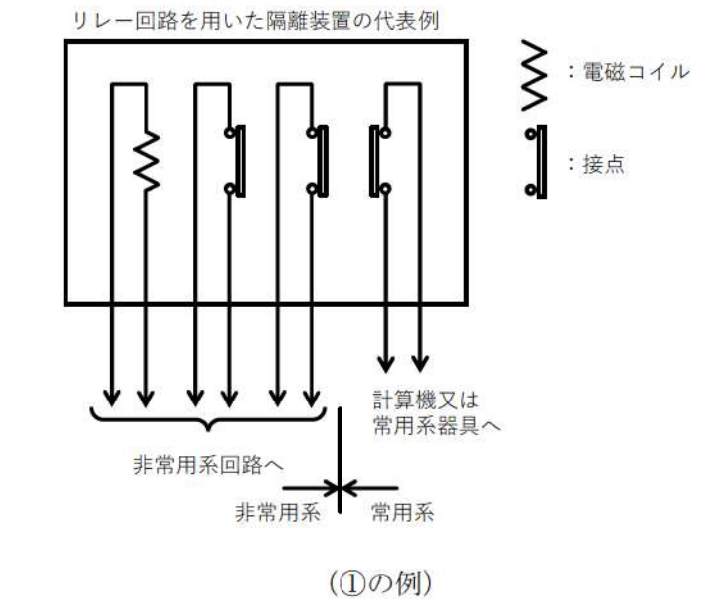 リレー回路を用いた隔離装置の代表例
：電磁コイル
：接点
計算機又は
常用系器具へ
非常用系回路へ
非常用系
常用系
（①の例）